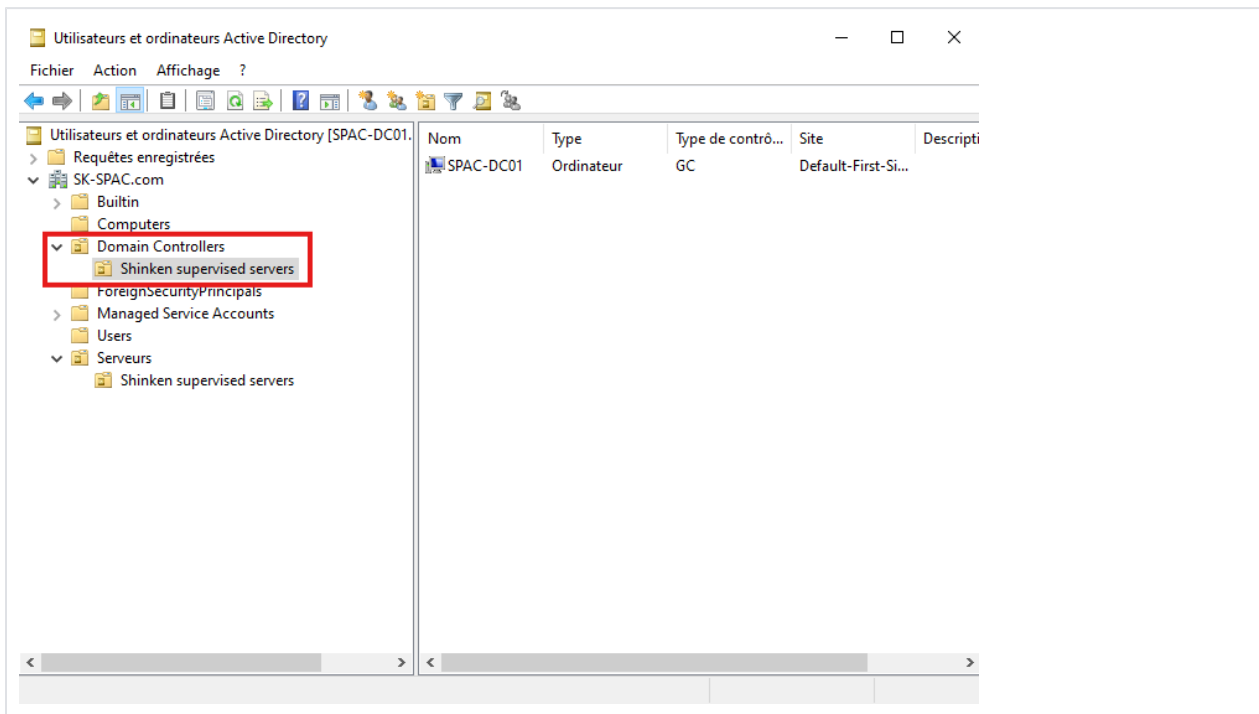 Utilisateurs et ordinateurs Active Directory
Fichier Action Affichage ?
Utilisateurs et ordinateurs Active Directory [SPAC-DC01.
Requêtes enregistrées
SK-SPAC.com
Builtin
Computers
Domain Controllers
Shinken supervised servers
ForeignSecurityPrincipals
Managed Service Accounts
Users
Serveurs
Shinken supervised servers
Nom Type Type de contrô... Site Descripti
SPAC-DC01 Ordinateur GC Default-First-Si...